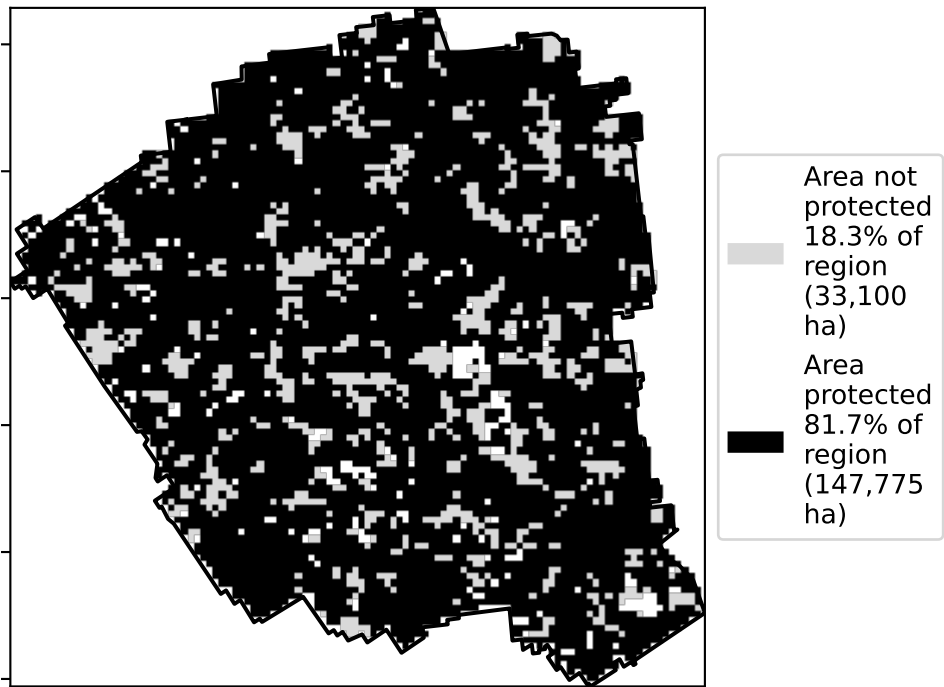 Area not
protected
18.3% of
region
(33,100
ha)
Area
protected
81.7% of
region
(147,775
ha)